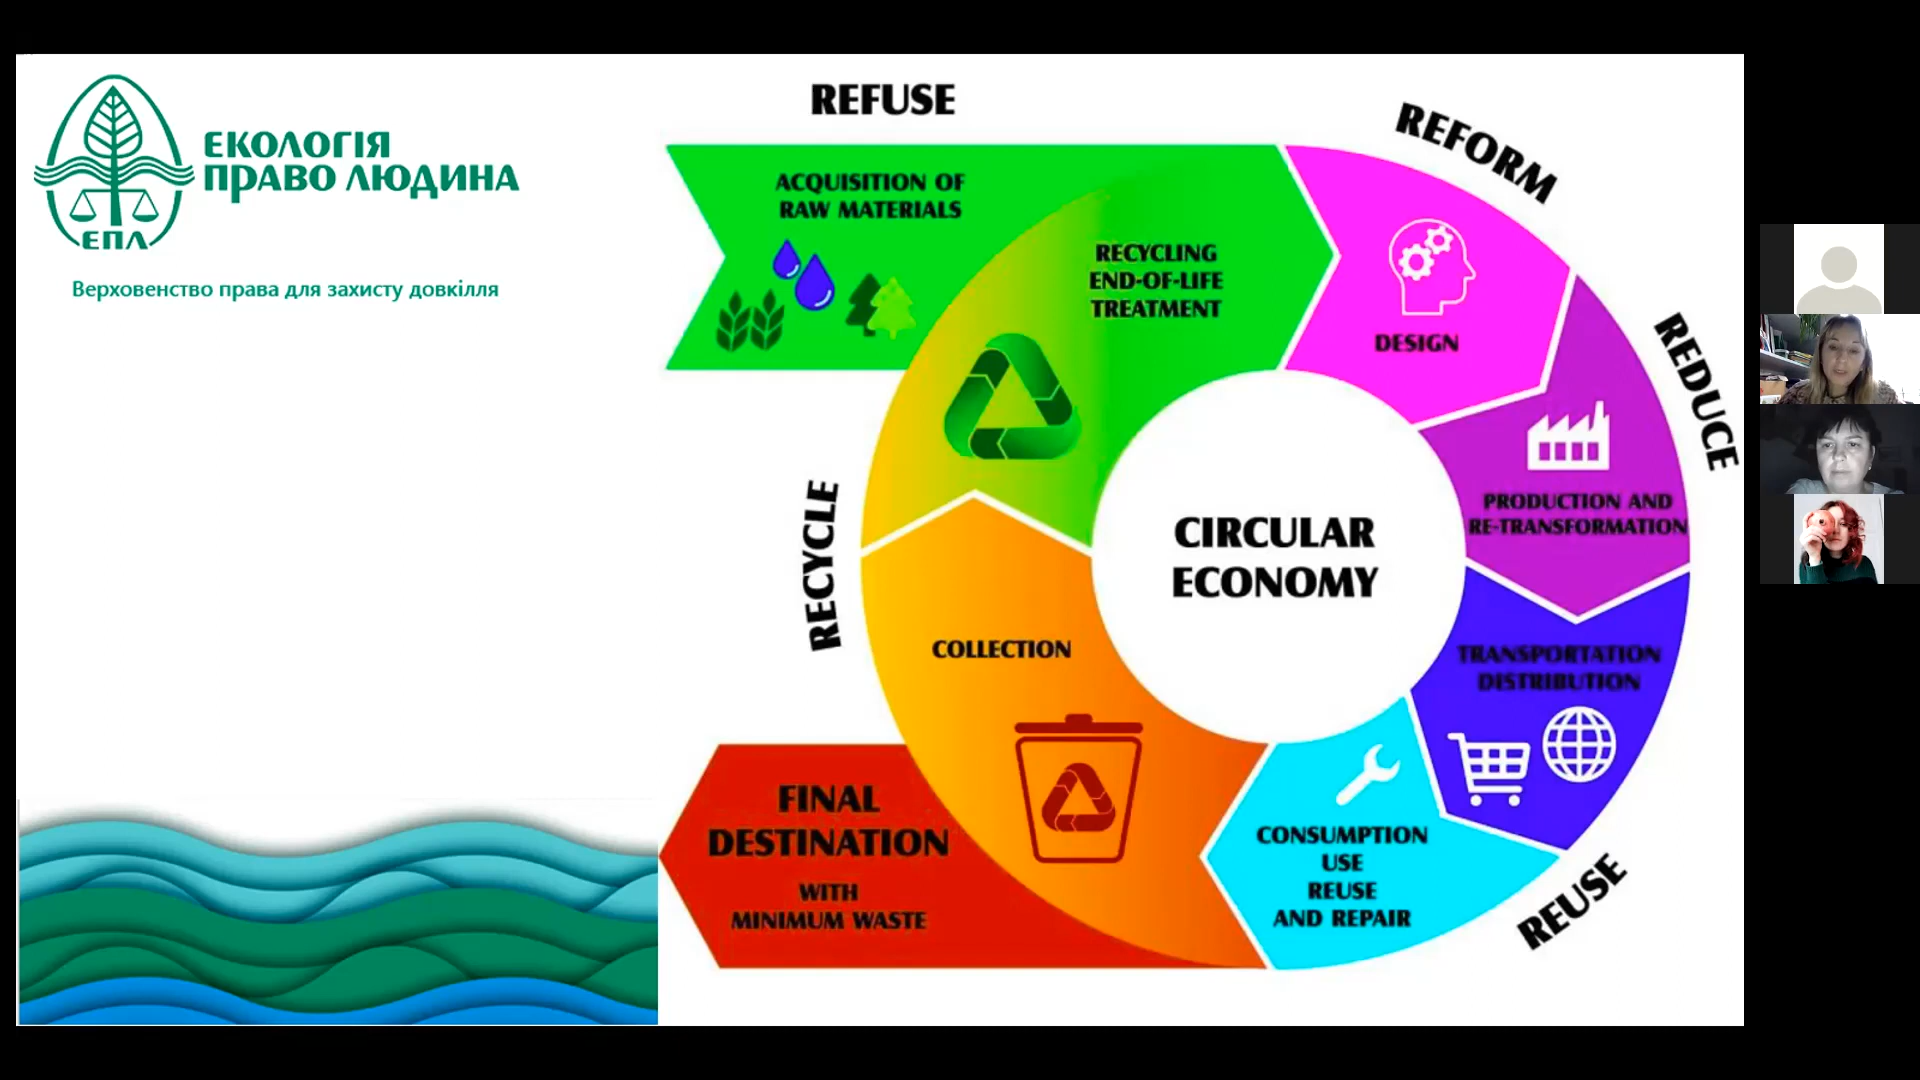 ЕКОЛОГІЯ
ПРАВО ЛЮДИНА
ЕПЛ
Верховенство права для захисту довкілля
REFUSE
REFORM
REDUCE
REUSE
RECYCLE
ACQUISITION OF
RAW MATERIALS
RECYCLING
END-OF-LIFE
TREATMENT
DESIGN
PRODUCTION AND
RE-TRANSFORMATION
TRANSPORTATION
DISTRIBUTION
CONSUMPTION
USE
REUSE
AND REPAIR
COLLECTION
CIRCULAR
ECONOMY
FINAL
DESTINATION
WITH
MINIMUM WASTE